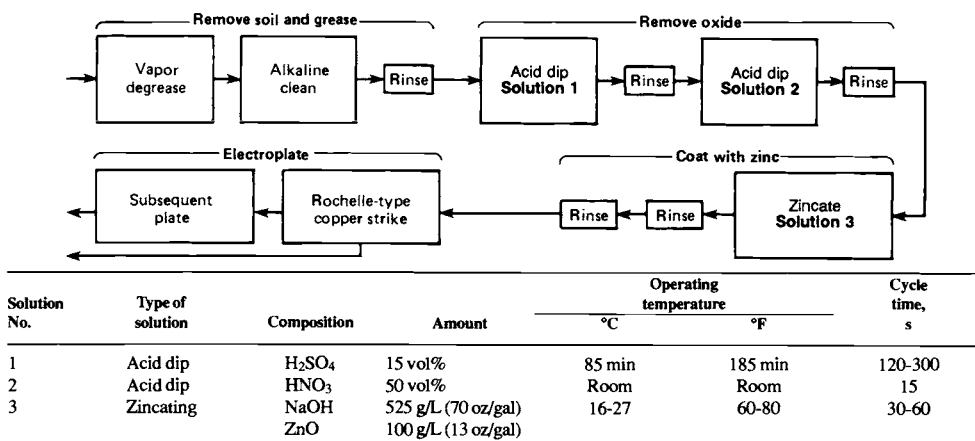 Remove soil and grease
Remove oxide
Vapor
degrease
Alkaline
clean
Rinse
Acid dip
Solution 1
Rinse
Acid dip
Solution 2
Rinse
Electroplate
Coat with zinc
Subsequent
plate
Rochelle-type
copper strike
Rinse
Rinse
Zincate
Solution 3
Operating Cycle
Solution Type of temperature time,
No. solution Composition Amount °C °F s
1 Acid dip H₂SO₄ 15 vol% 85 min 185 min 120-300
2 Acid dip HNO₃ 50 vol% Room Room 15
3 Zincating NaOH 525 g/L (70 oz/gal) 16-27 60-80 30-60
ZnO 100 g/L (13 oz/gal)